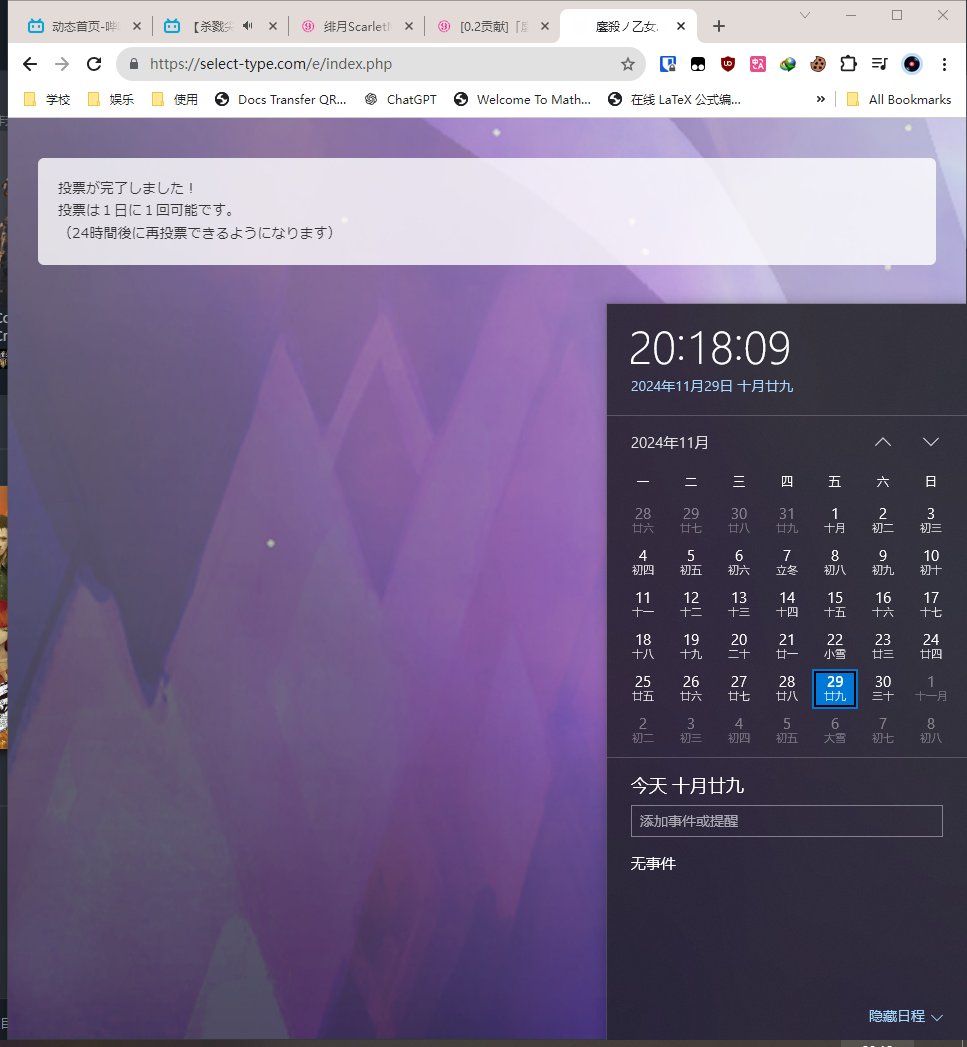 动态首页-哔
【杀戮尖
绯月Scarlet
[0.2贡献]「
鏖殺ノ乙女
https://select-type.com/e/index.php
学校
娱乐
使用
Docs Transfer QR...
ChatGPT
Welcome To Math...
在线 LaTeX 公式编...
»
All Bookmarks
投票が完了しました！
投票は１日に１回可能です。
（24時間後に再投票できるようになります）
20:18:09
2024年11月29日 十月廿九
2024年11月
一 二 三 四 五 六 日
28 29 30 31 1 2 3
廿六 廿七 廿八 廿九 十月 初二 初三
4 5 6 7 8 9 10
初四 初五 初六 立冬 初八 初九 初十
11 12 13 14 15 16 17
十一 十二 十三 十四 十五 十六 十七
18 19 20 21 22 23 24
十八 十九 二十 廿一 小雪 廿三 廿四
25 26 27 28 29 30 1
廿五 廿六 廿七 廿八 廿九 三十 十一月
2 3 4 5 6 7 8
初二 初三 初四 初五 大雪 初七 初八
今天 十月廿九
添加事件或提醒
无事件
隐藏日程